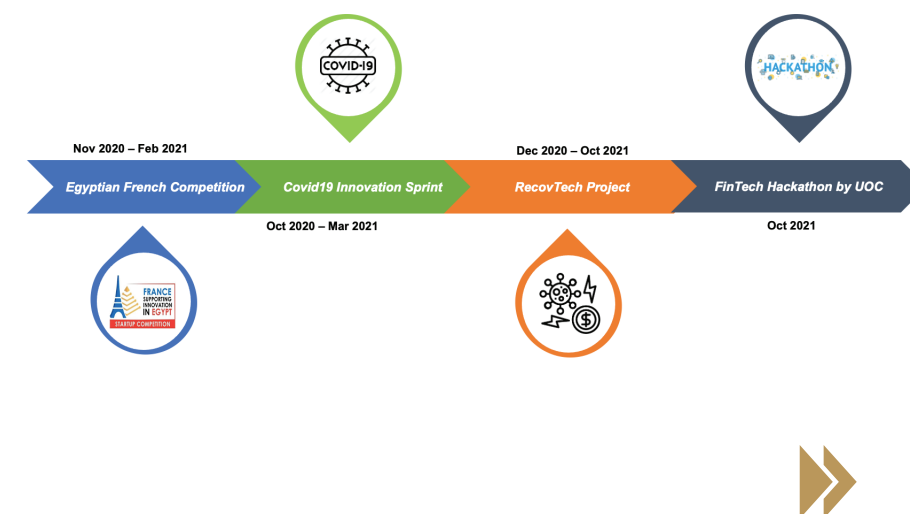 COVID-19
HACKATHON
Nov 2020 – Feb 2021
Dec 2020 – Oct 2021
Egyptian French Competition
Covid19 Innovation Sprint
RecovTech Project
FinTech Hackathon by UOC
Oct 2020 – Mar 2021
Oct 2021
FRANCE
SUPPORTING
INNOVATION
IN EGYPT
STARTUP COMPETITION
$